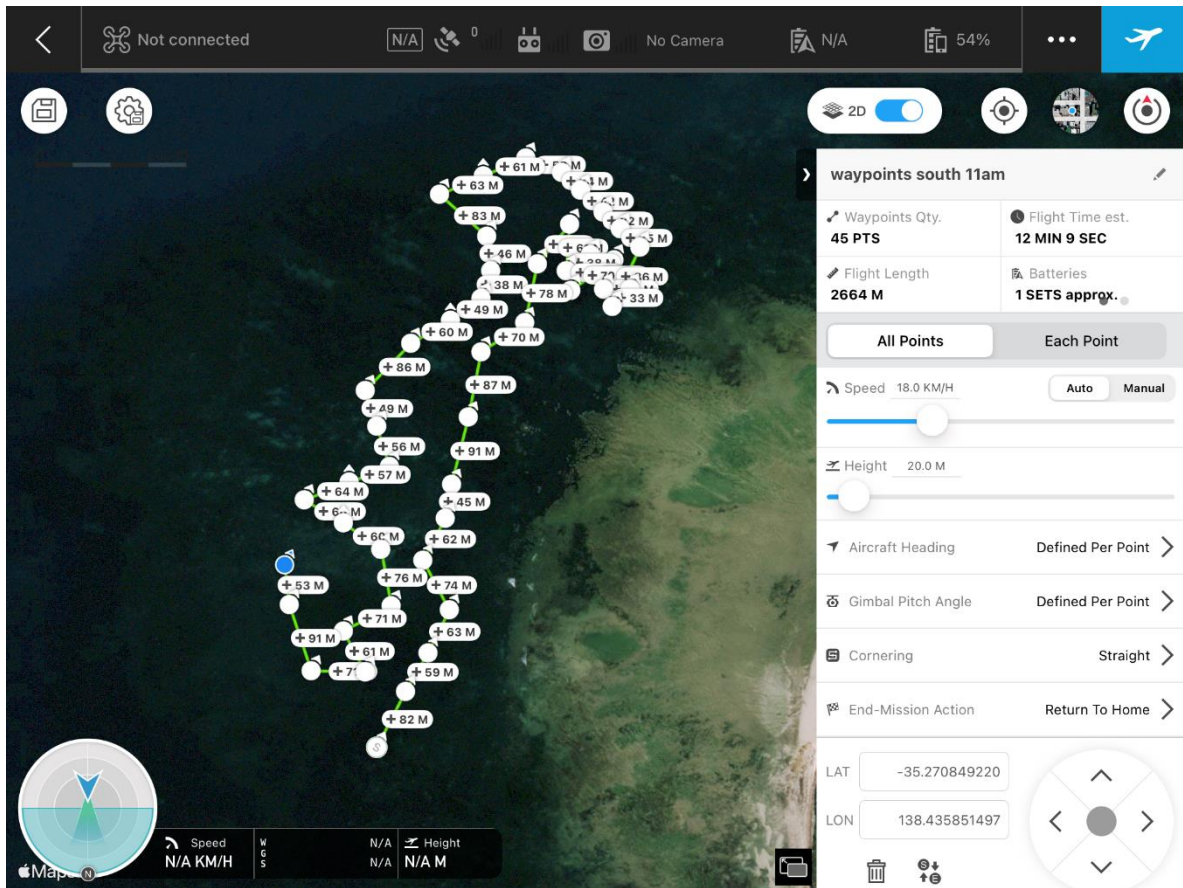 Not connected
N/A
0
No Camera
N/A
54%
2D
waypoints south 11am
Waypoints Qty.
45 PTS
Flight Time est.
12 MIN 9 SEC
Flight Length
2664 M
Batteries
1 SETS approx.
All Points
Each Point
Speed 18.0 KM/H
Auto
Manual
Height 20.0 M
Aircraft Heading
Defined Per Point
Gimbal Pitch Angle
Defined Per Point
Cornering
Straight
End-Mission Action
Return To Home
LAT
-35.270849220
LON
138.435851497
+ 61 M
+ 63 M
+ 83 M
+ 46 M
+ 38 M
+ 78 M
+ 33 M
+ 49 M
+ 60 M
+ 70 M
+ 86 M
+ 87 M
+ 49 M
+ 56 M
+ 91 M
+ 57 M
+ 64 M
+ 45 M
+ 60 M
+ 62 M
+ 76 M
+ 74 M
+ 53 M
+ 71 M
+ 63 M
+ 91 M
+ 61 M
+ 59 M
+ 82 M
S
Speed
N/A KM/H
WGS
N/A
N/A
Height
N/A M
N